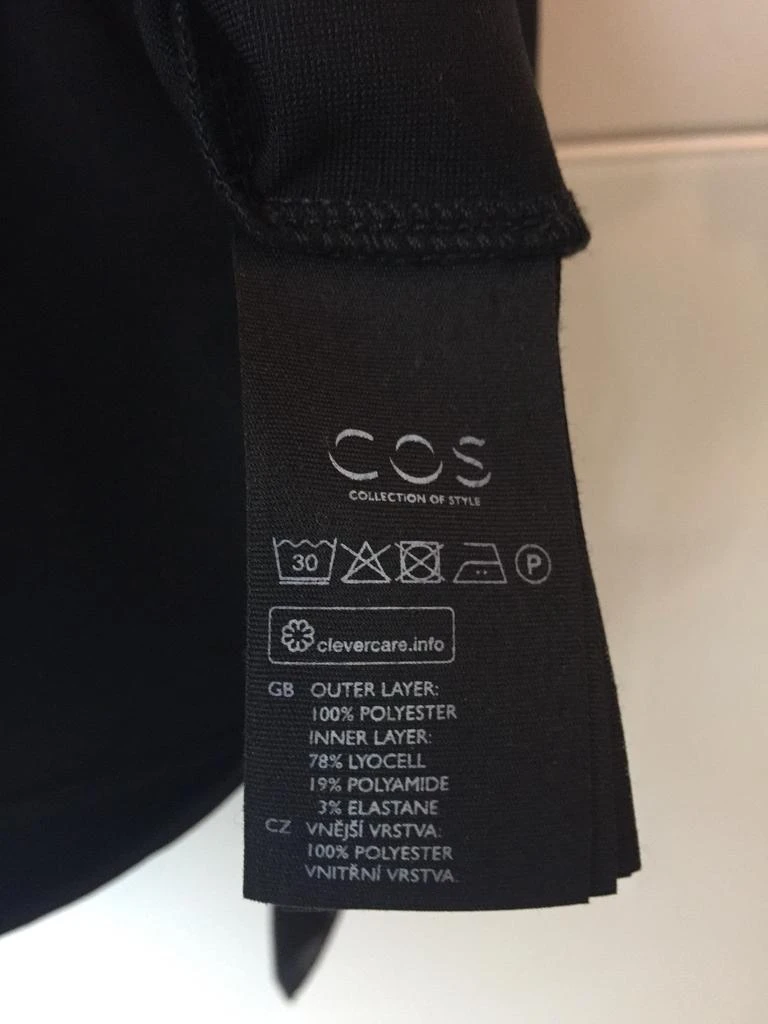 COS
COLLECTION OF STYLE
30 P
clevercare.info
GB OUTER LAYER:
100% POLYESTER
INNER LAYER:
78% LYOCELL
19% POLYAMIDE
3% ELASTANE
CZ VNĚJŠÍ VRSTVA:
100% POLYESTER
VNITŘNÍ VRSTVA: